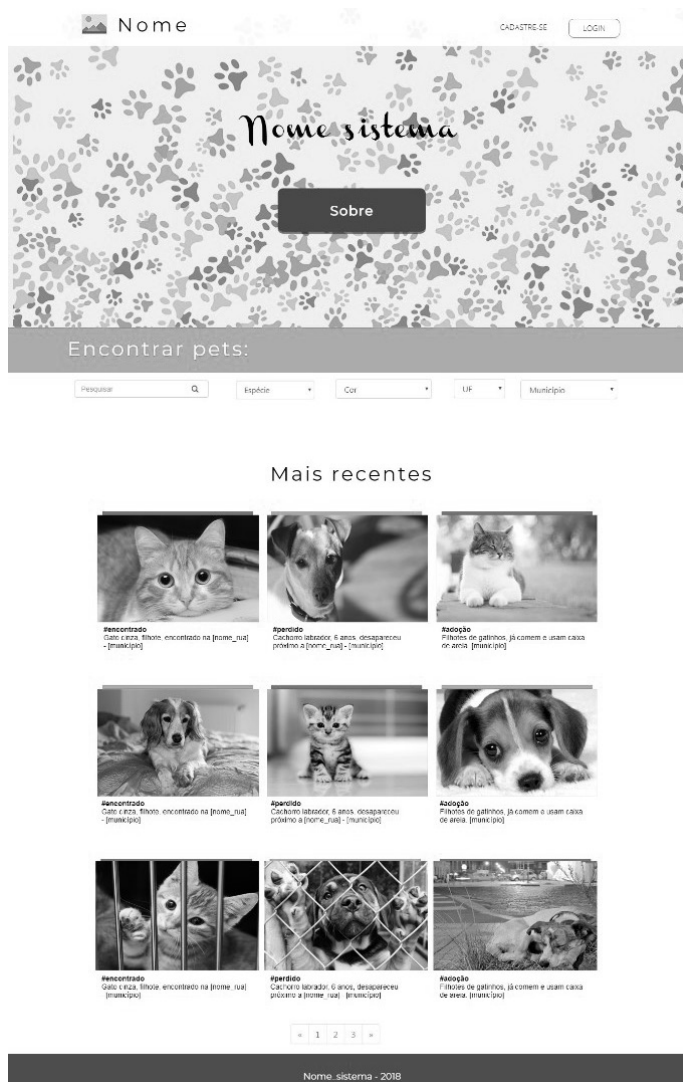 Nome
CADASTRE-SE
LOGIN
Nome sistema
Sobre
Encontrar pets:
Pesquisar
Espécie
Cor
UF
Município
Mais recentes
#encontrado
Gato cinza, filhote, encontrado na [nome_rua]
- [município]
#perdido
Cachorro labrador, 6 anos, desapareceu
próximo a [nome_rua] - [município]
#adoção
Filhotes de gatinhos, já comem e usam caixa
de areia. [município]
#encontrado
Gato cinza, filhote, encontrado na [nome_rua]
- [município]
#perdido
Cachorro labrador, 6 anos, desapareceu
próximo a [nome_rua] - [município]
#adoção
Filhotes de gatinhos, já comem e usam caixa
de areia. [município]
#encontrado
Gato cinza, filhote, encontrado na [nome_rua]
- [município]
#perdido
Cachorro labrador, 6 anos, desapareceu
próximo a [nome_rua] - [município]
#adoção
Filhotes de gatinhos, já comem e usam caixa
de areia. [município]
« 1 2 3 »
Nome_sistema - 2018